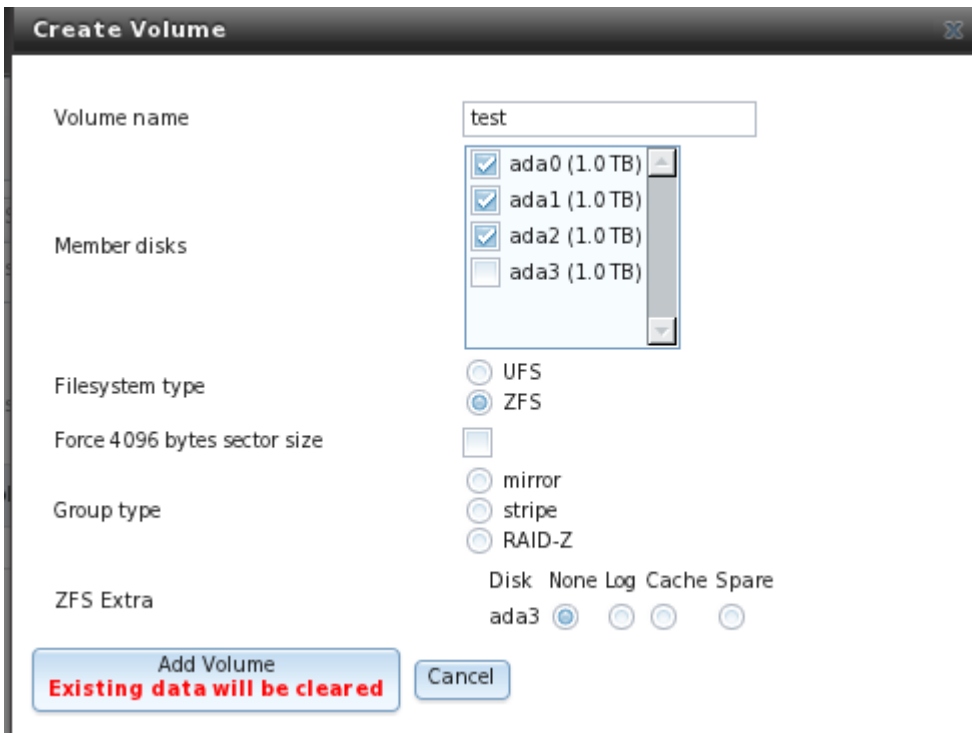 Create Volume
Volume name
test
Member disks
ada0 (1.0 TB)
ada1 (1.0 TB)
ada2 (1.0 TB)
ada3 (1.0 TB)
Filesystem type
UFS
ZFS
Force 4096 bytes sector size
Group type
mirror
stripe
RAID-Z
ZFS Extra
Disk None Log Cache Spare
ada3
Add Volume
Existing data will be cleared
Cancel